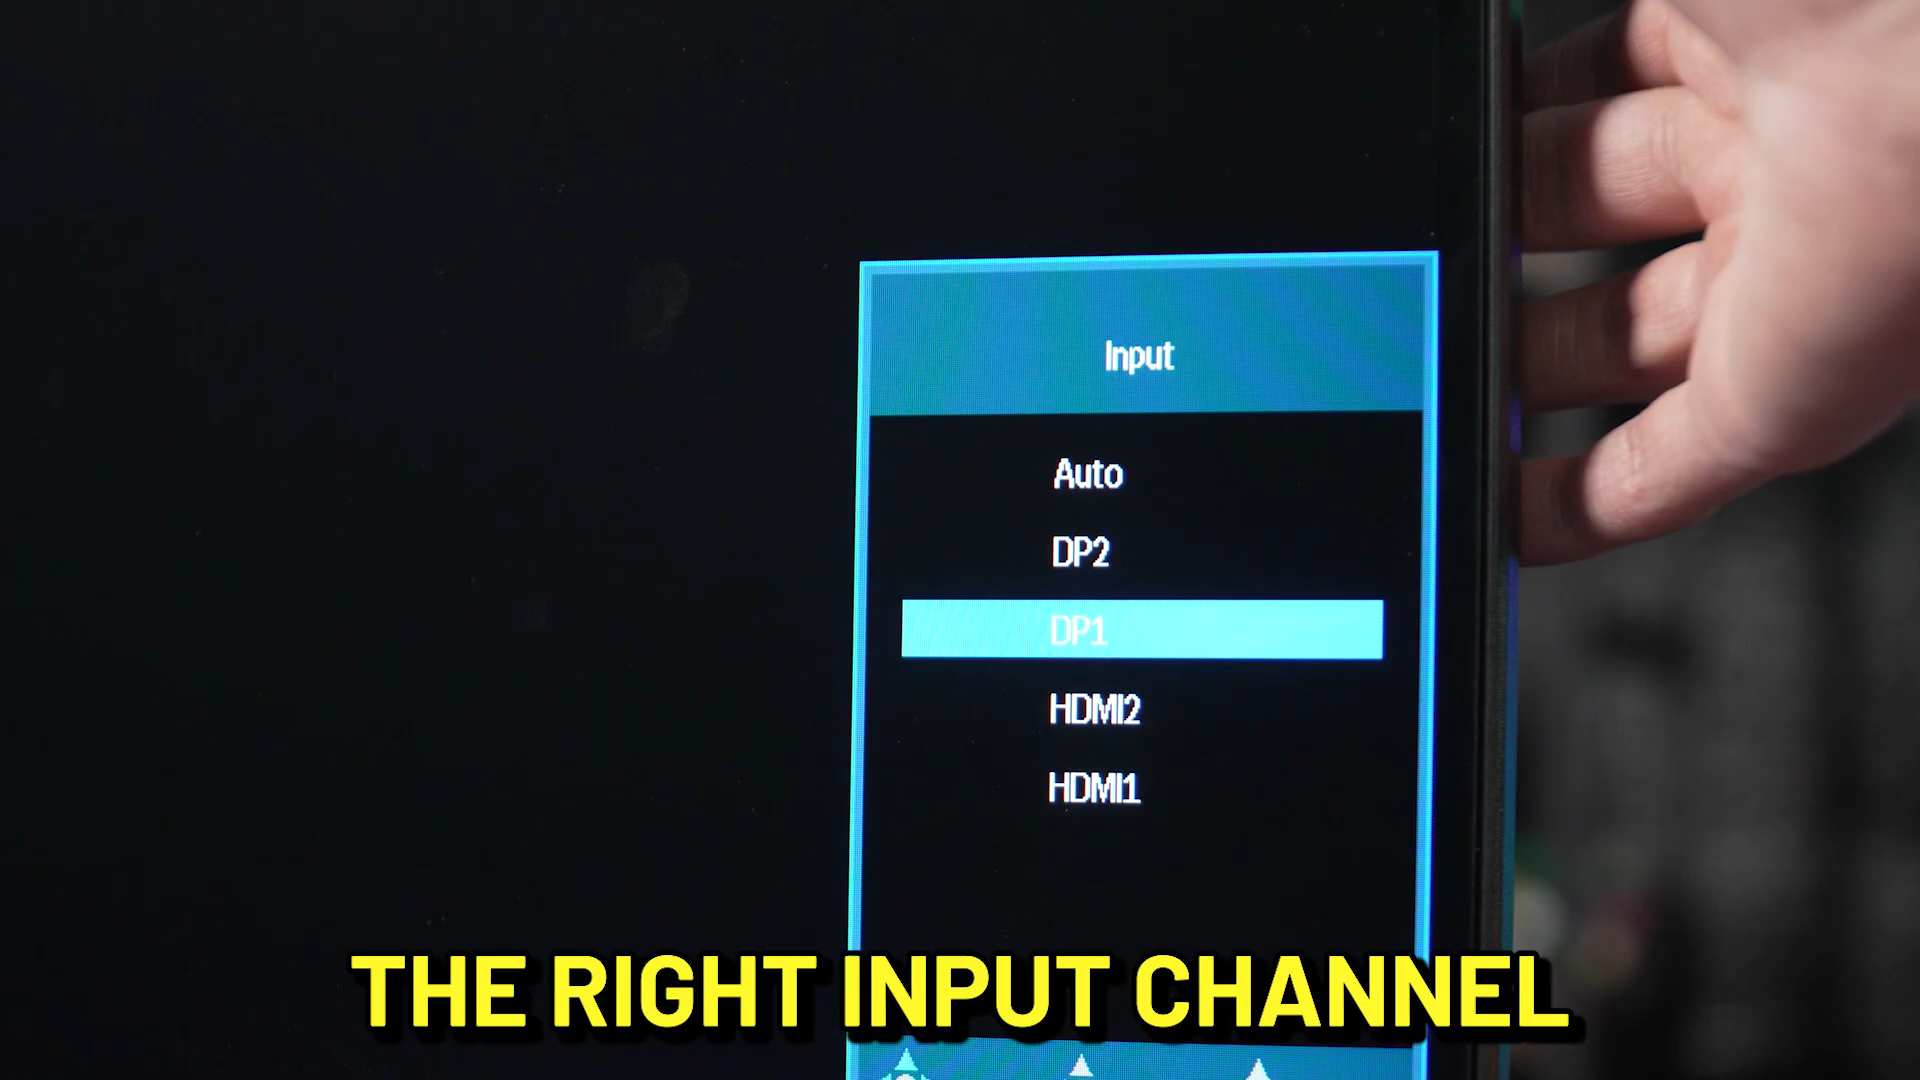 Input
Auto
DP2
DP1
HDMI2
HDMI1
THE RIGHT INPUT CHANNEL